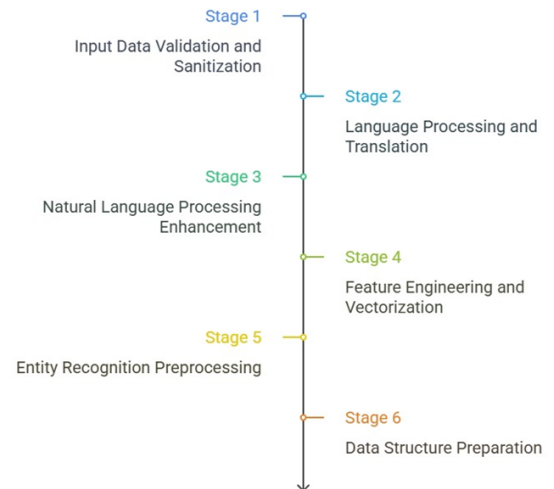 Stage 1
Input Data Validation and
Sanitization
Stage 2
Language Processing and
Translation
Stage 3
Natural Language Processing
Enhancement
Stage 4
Feature Engineering and
Vectorization
Stage 5
Entity Recognition Preprocessing
Stage 6
Data Structure Preparation